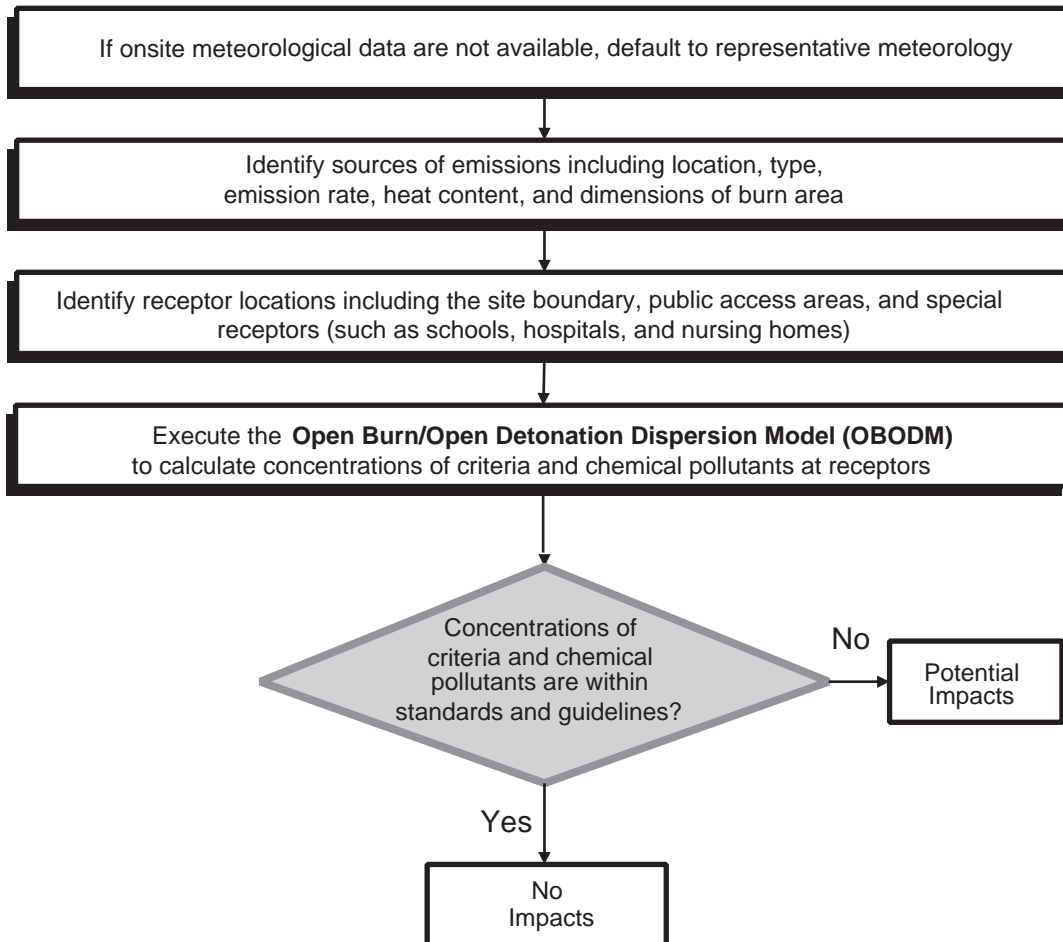 If onsite meteorological data are not available, default to representative meteorology
Identify sources of emissions including location, type,
emission rate, heat content, and dimensions of burn area
Identify receptor locations including the site boundary, public access areas, and special
receptors (such as schools, hospitals, and nursing homes)
Execute the Open Burn/Open Detonation Dispersion Model (OBODM)
to calculate concentrations of criteria and chemical pollutants at receptors
Concentrations of
criteria and chemical
pollutants are within
standards and guidelines?
No
Potential
Impacts
Yes
No
Impacts